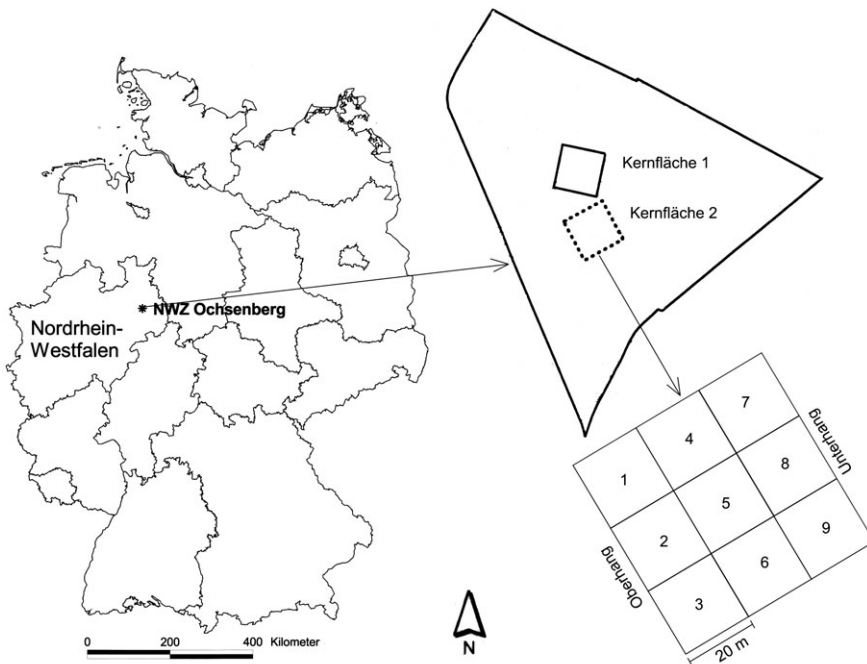 Kernfläche 1
Kernfläche 2
NWZ Ochsenberg
Nordrhein-
Westfalen
1
2
3
4
5
6
7
8
9
Oberhang
Unterhang
20 m
0 200 400 Kilometer
N